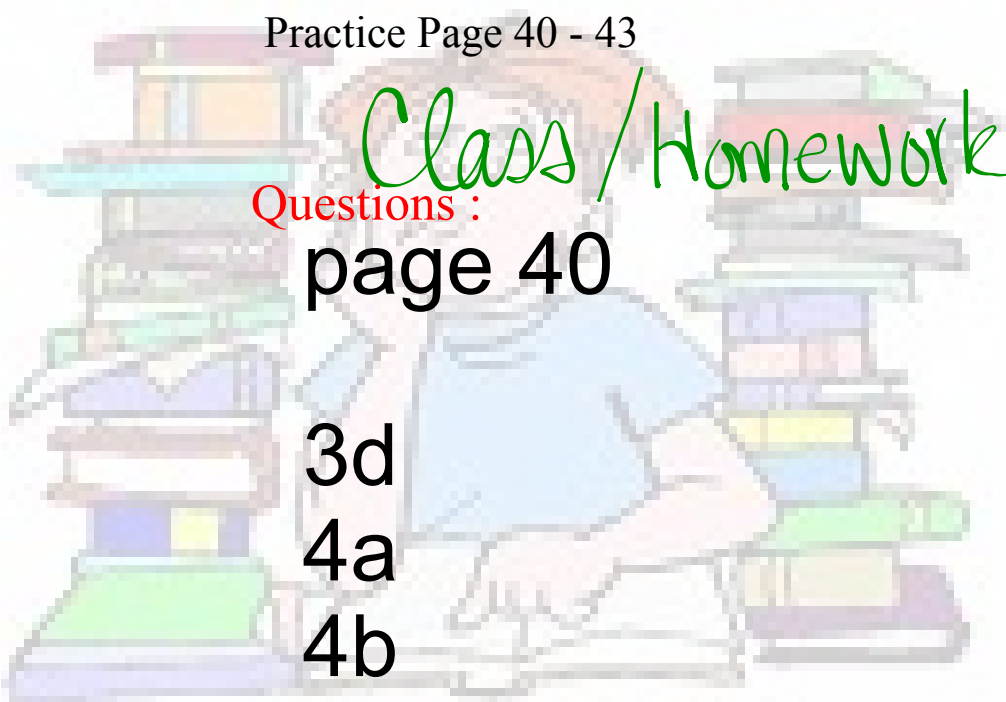 Practice Page 40 - 43
Class/Homework
Questions :
page 40
3d
4a
4b